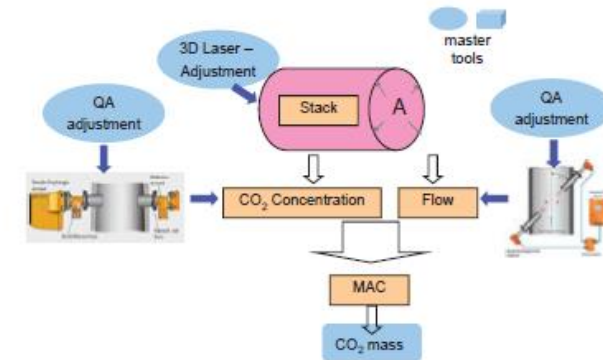 3D Laser –
Adjustment
master
tools
QA
adjustment
Stack
A
QA
adjustment
CO₂ Concentration
Flow
MAC
CO₂ mass